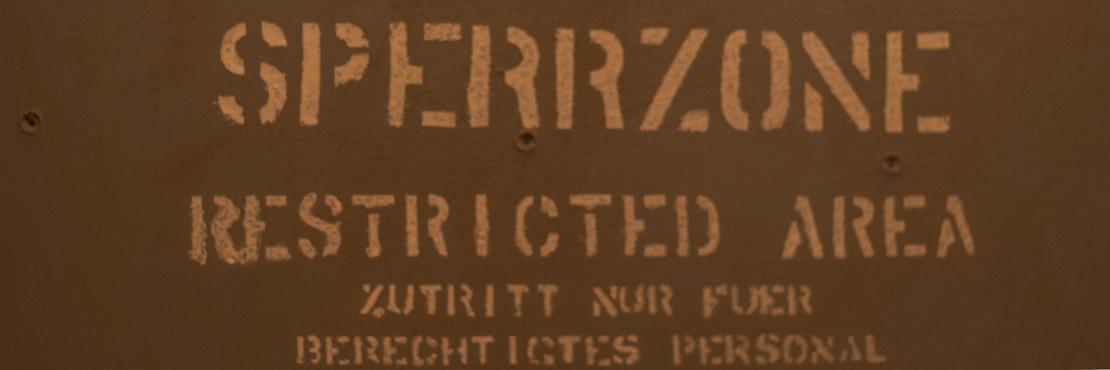 SPERRZONE
RESTRICTED AREA
ZUTRITT NUR FUER
BERECHTIGTES PERSONAL